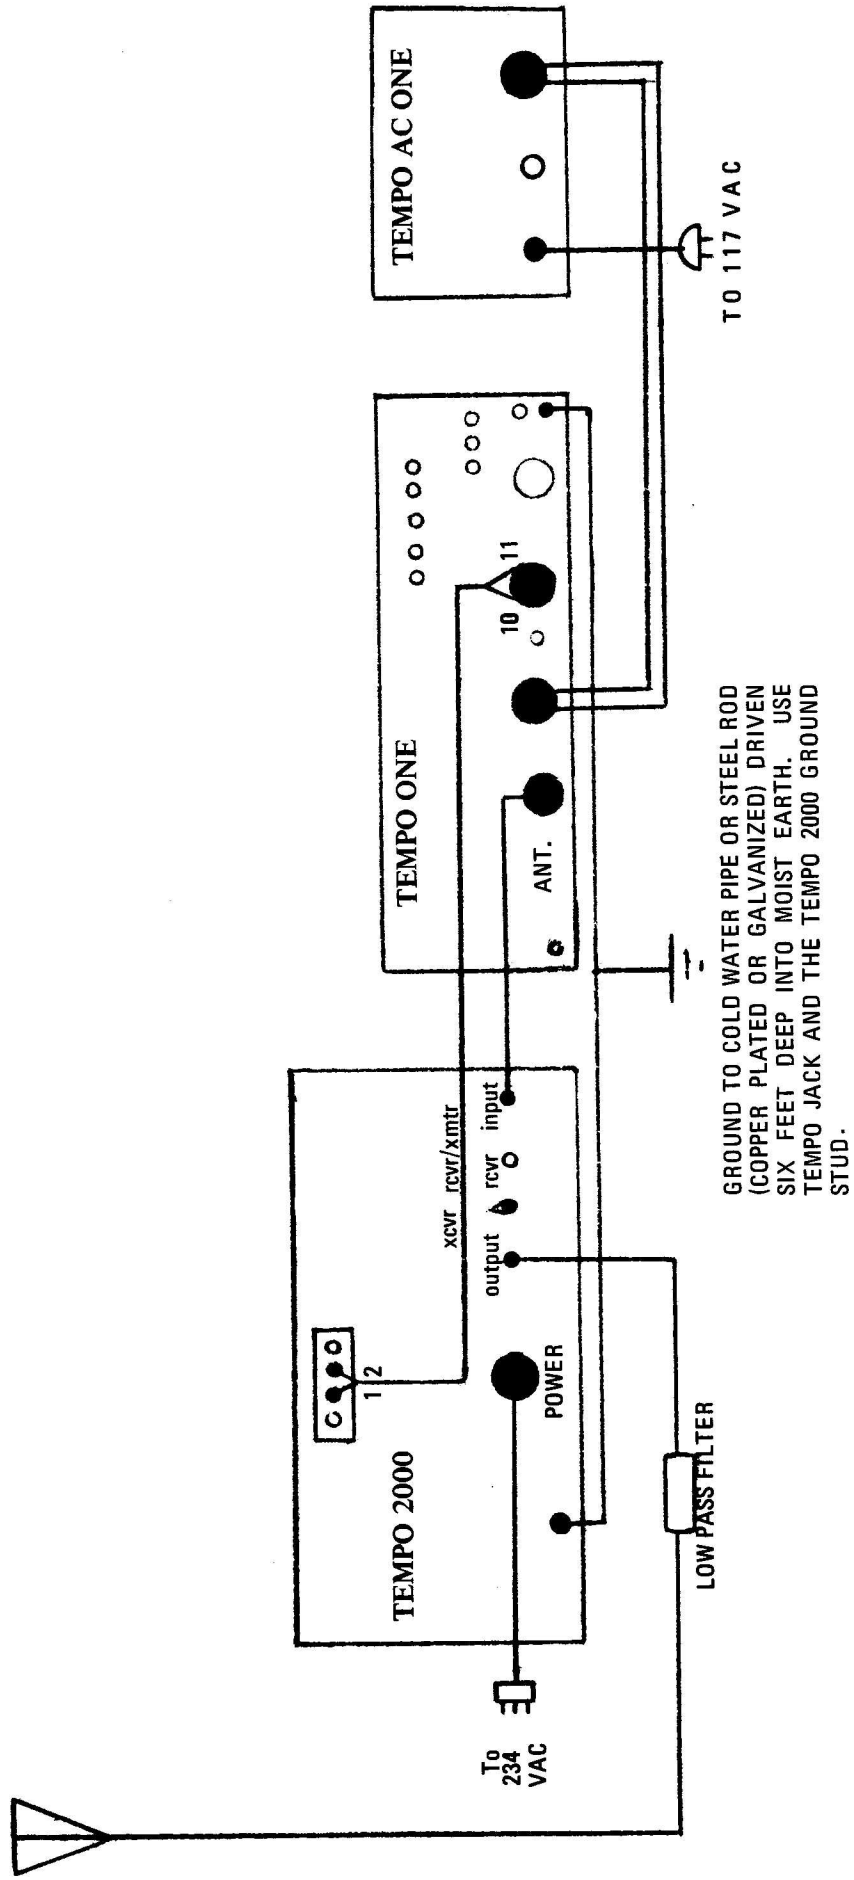 TEMPO 2000
1 2
xcvr rcvr/xmtr
output
rcvr
input
POWER
To
234
VAC
LOW PASS FILTER
TEMPO ONE
ANT.
10
11
TEMPO AC ONE
TO 117 VAC
GROUND TO COLD WATER PIPE OR STEEL ROD
(COPPER PLATED OR GALVANIZED) DRIVEN
SIX FEET DEEP INTO MOIST EARTH. USE
TEMPO JACK AND THE TEMPO 2000 GROUND
STUD.